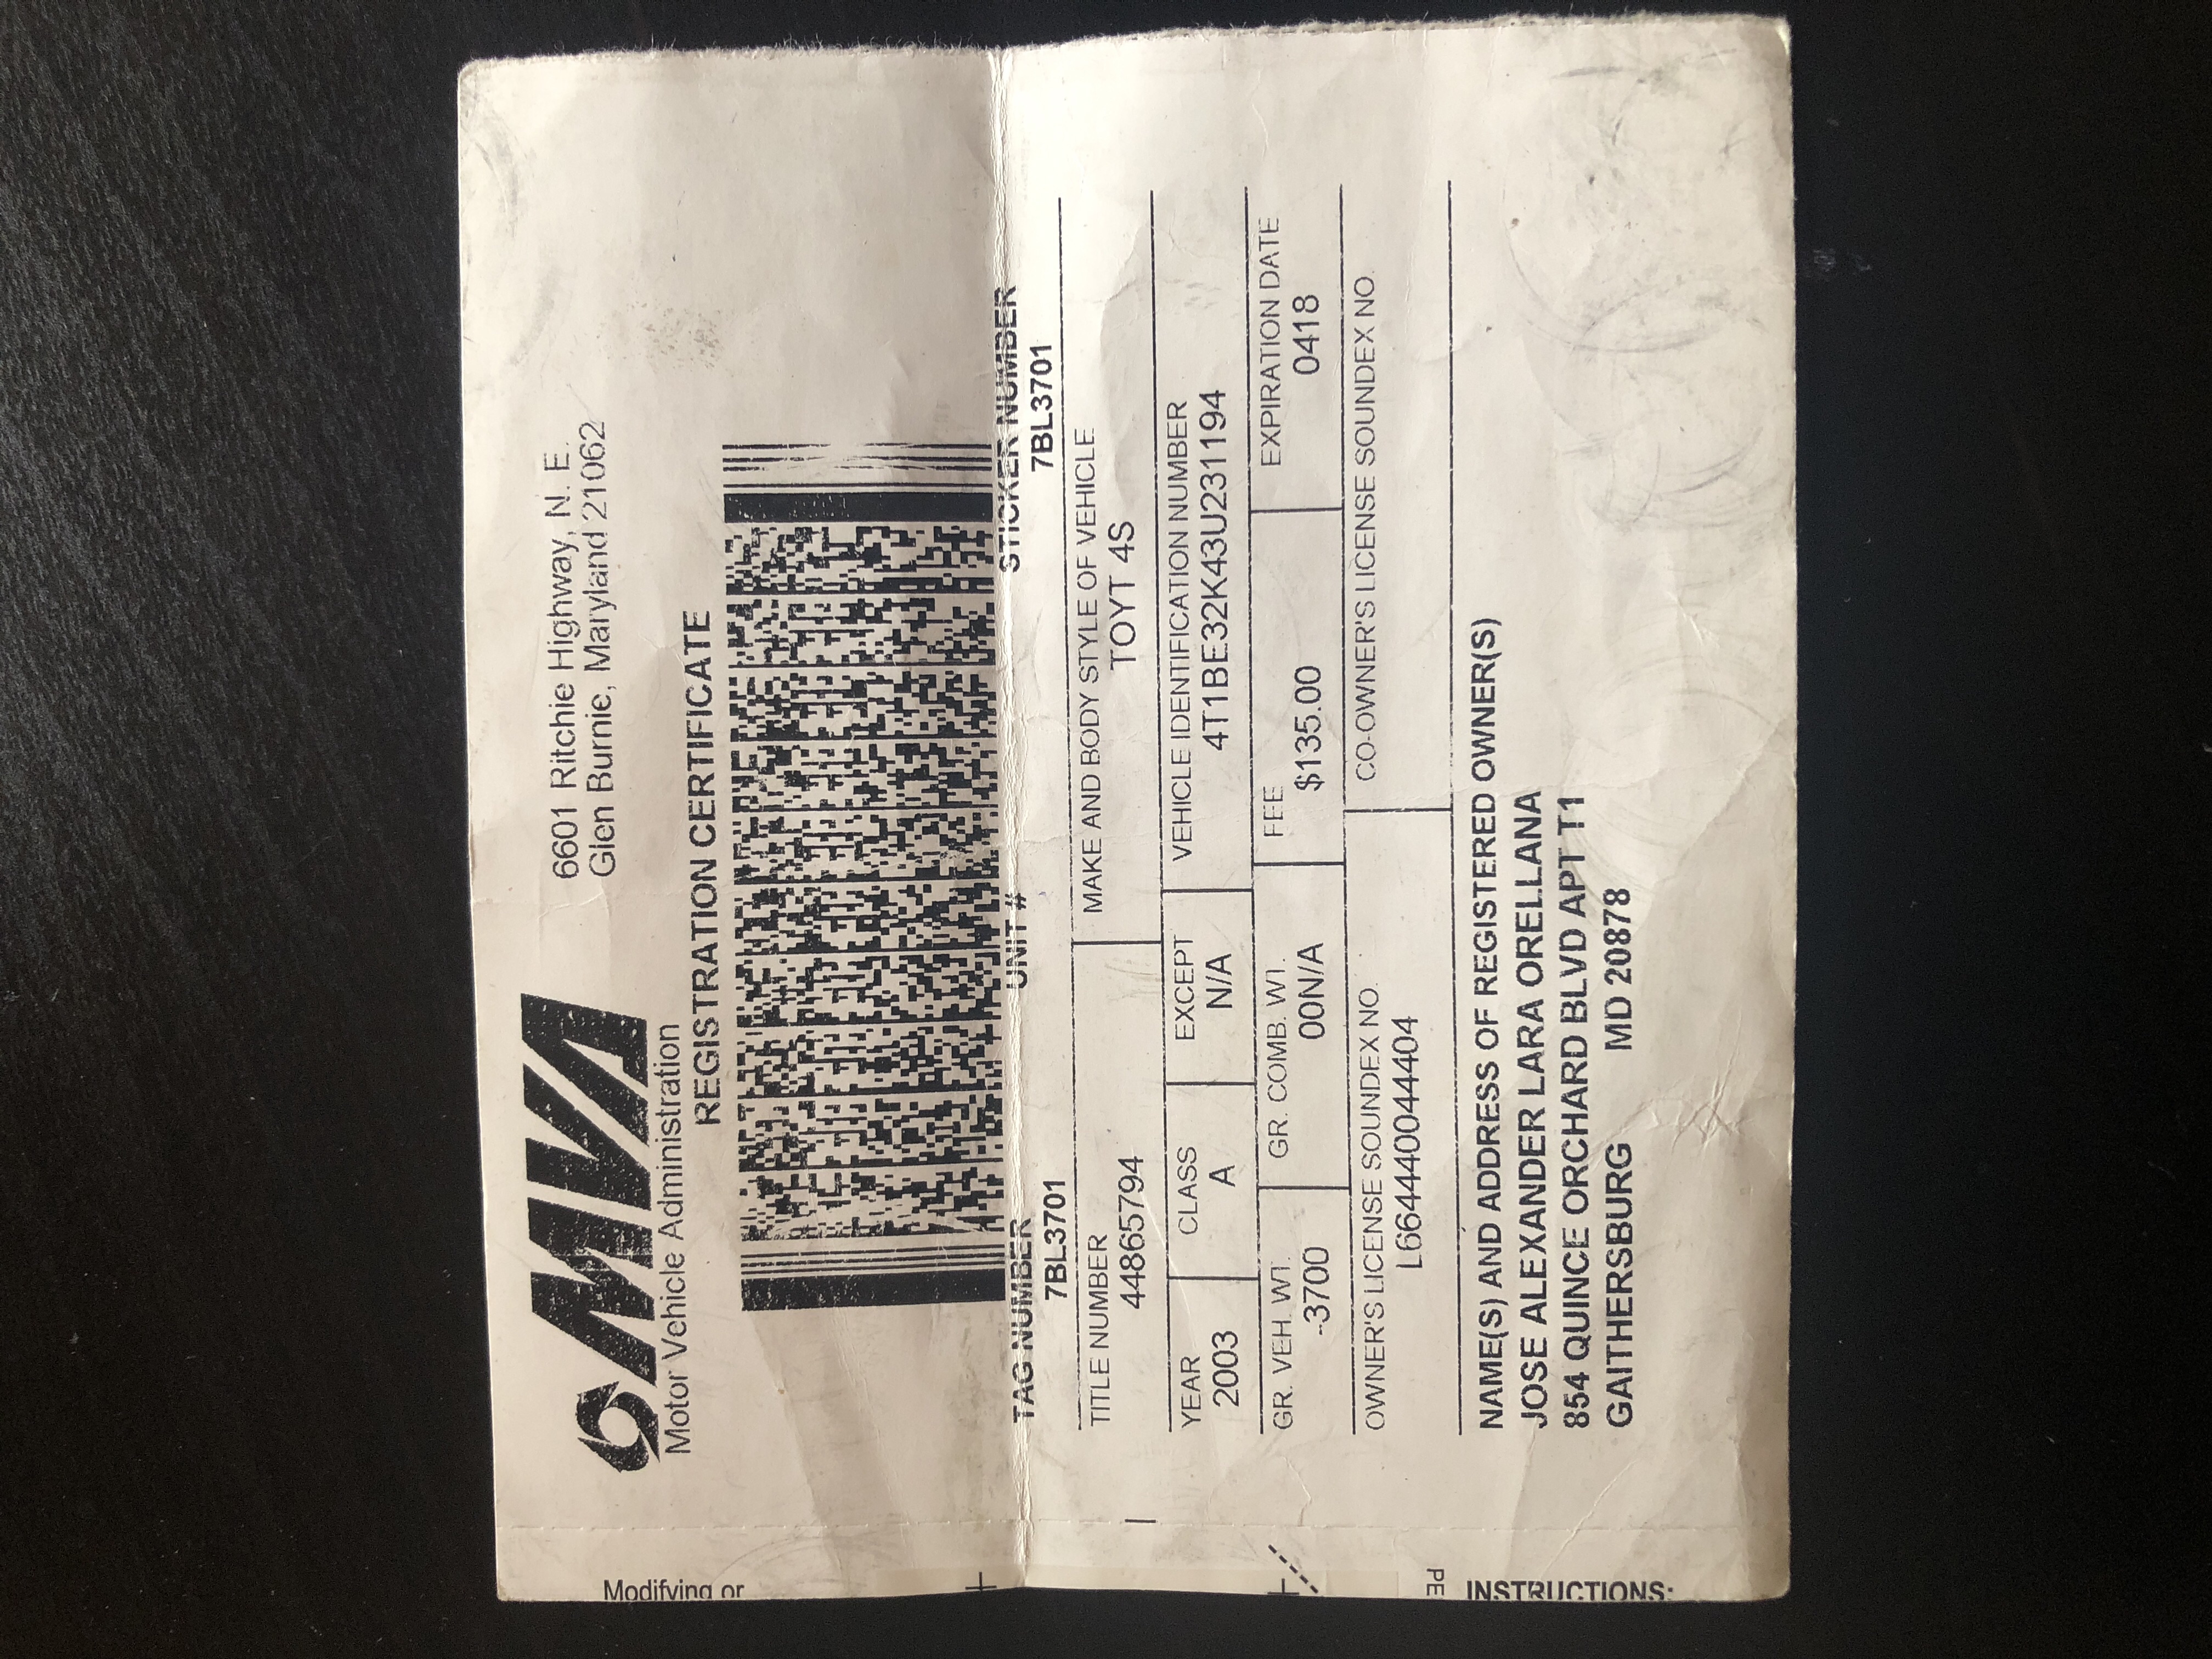 MVA
Motor Vehicle Administration
6601 Ritchie Highway, N. E.
Glen Burnie, Maryland 21062
REGISTRATION CERTIFICATE
TAG NUMBER UNIT # STICKER NUMBER
7BL3701 7BL3701
TITLE NUMBER MAKE AND BODY STYLE OF VEHICLE
44865794 TOYT 4S
YEAR CLASS EXCEPT VEHICLE IDENTIFICATION NUMBER
2003 A N/A 4T1BE32K43U231194
GR. VEH. WT. GR. COMB. WT. FEE EXPIRATION DATE
-3700 00N/A $135.00 0418
OWNER'S LICENSE SOUNDEX NO. CO-OWNER'S LICENSE SOUNDEX NO.
L664440044404
NAME(S) AND ADDRESS OF REGISTERED OWNER(S)
JOSE ALEXANDER LARA ORELLANA
854 QUINCE ORCHARD BLVD APT T1
GAITHERSBURG MD 20878
Modifying or
PE
INSTRUCTIONS: